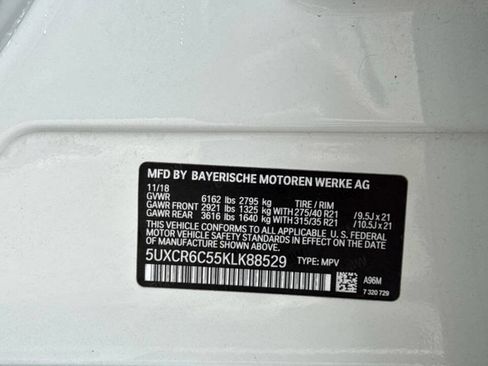 MFD BY BAYERISCHE MOTOREN WERKE AG
11/18
GVWR 6162 lbs 2795 kg TIRE / RIM
GAWR FRONT 2921 lbs 1325 kg WITH 275/40 R21 / 9.5J x 21
GAWR REAR 3616 lbs 1640 kg WITH 315/35 R21 / 10.5J x 21
THIS VEHICLE CONFORMS TO ALL APPLICABLE U. S. FEDERAL
MOTOR VEHICLE SAFETY STANDARDS IN EFFECT ON THE DATE
OF MANUFACTURE SHOWN ABOVE.
5UXCR6C55KLK88529 TYPE: MPV
A96M
7 320 729